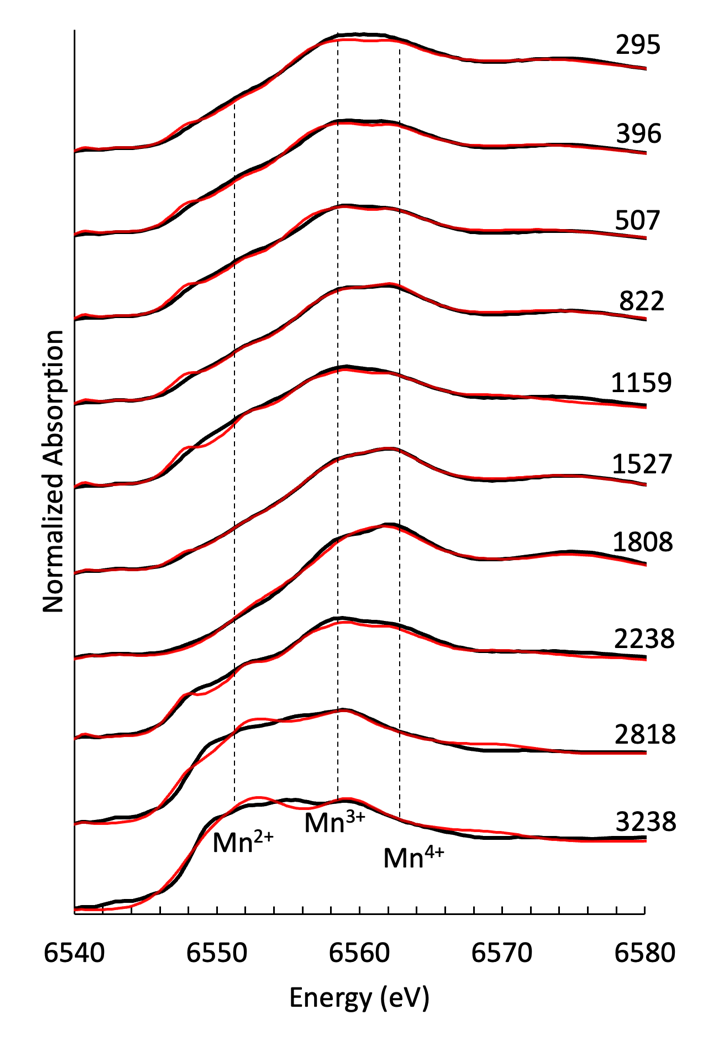 295
396
507
822
1159
1527
1808
2238
2818
3238
Normalized Absorption
Mn²⁺
Mn³⁺
Mn⁴⁺
6540 6550 6560 6570 6580
Energy (eV)